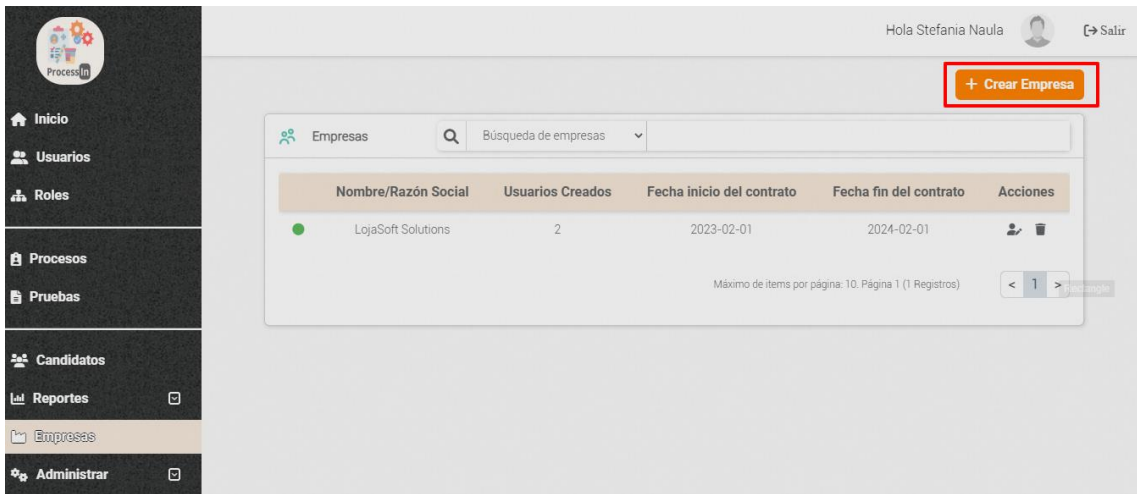 Hola Stefania Naula
Salir
ProcessIn
+ Crear Empresa
Inicio
Usuarios
Roles
Procesos
Pruebas
Candidatos
Reportes
Empresas
Administrar
Empresas
Búsqueda de empresas
Nombre/Razón Social Usuarios Creados Fecha inicio del contrato Fecha fin del contrato Acciones
LojaSoft Solutions 2 2023-02-01 2024-02-01
Máximo de items por página: 10. Página 1 (1 Registros) < 1 >
Rectangle